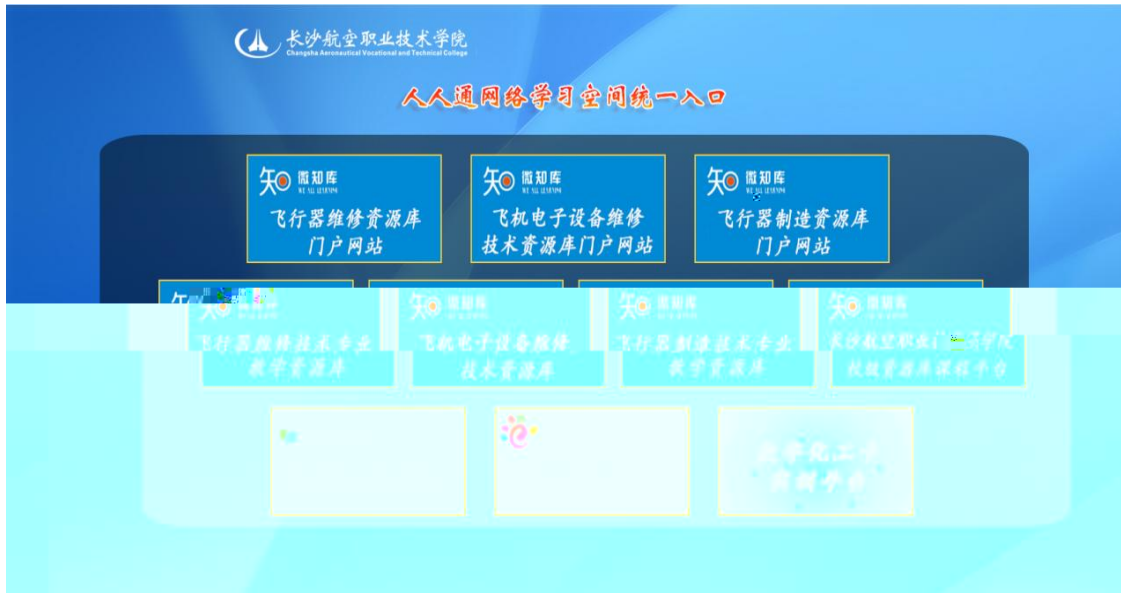 长沙航空职业技术学院
Changsha Aeronautical Vocational and Technical College
人人通网络学习空间统一入口
知 微知库
飞行器维修资源库
门户网站
知 微知库
飞机电子设备维修
技术资源库门户网站
知 微知库
飞行器制造资源库
门户网站
知 微知库
飞行器维修技术专业
教学资源库
知 微知库
飞机电子设备维修
技术资源库
知 微知库
飞行器制造技术专业
教学资源库
知 微知库
长沙航空职业
校级资源库课程平台